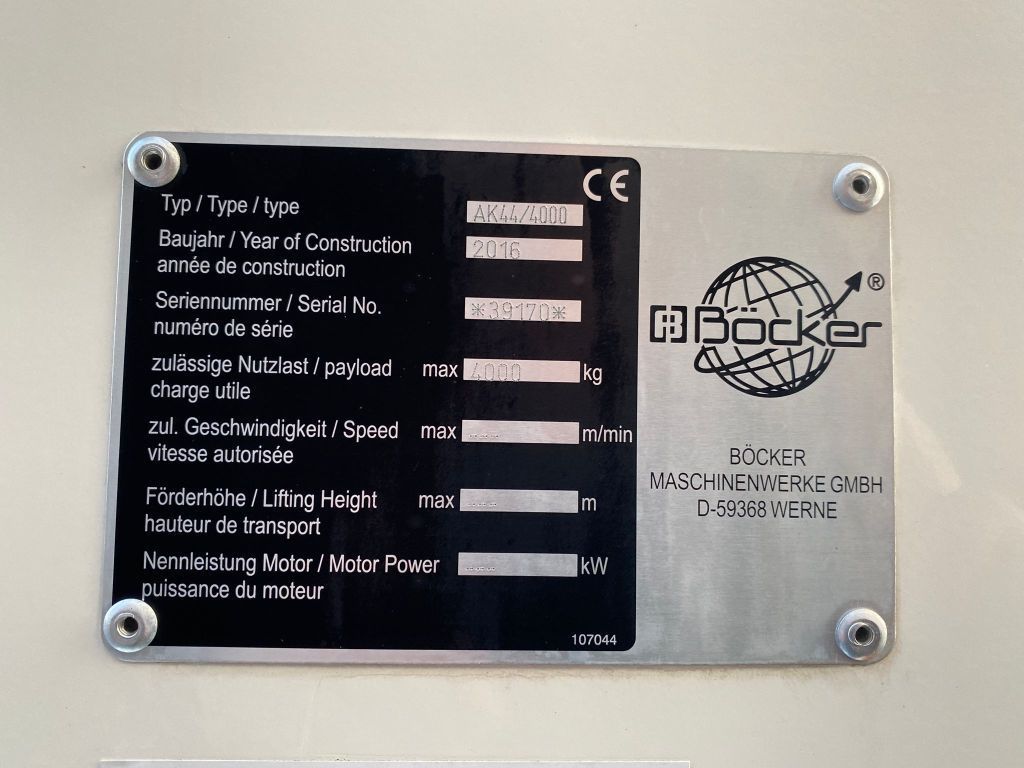 CE
Typ / Type / type AK44/4000
Baujahr / Year of Construction 2016
année de construction
Seriennummer / Serial No. *39170*
numéro de série
zulässige Nutzlast / payload max 4000 kg
charge utile
zul. Geschwindigkeit / Speed max --- m/min
vitesse autorisée
Förderhöhe / Lifting Height max --- m
hauteur de transport
Nennleistung Motor / Motor Power --- kW
puissance du moteur
107044
Böcker ®
BÖCKER
MASCHINENWERKE GMBH
D-59368 WERNE